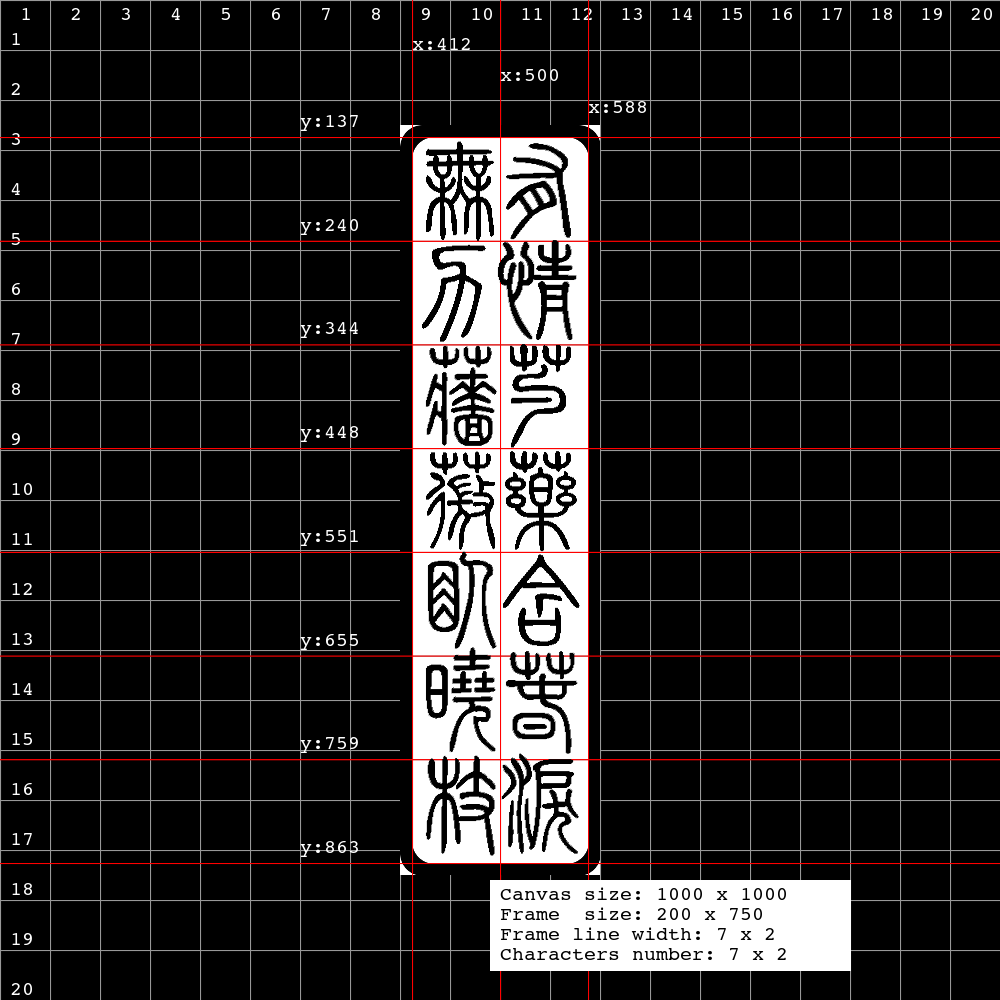 1 2 3 4 5 6 7 8 9 10 11 12 13 14 15 16 17 18 19 20
1
2
3
4
5
6
7
8
9
10
11
12
13
14
15
16
17
18
19
20
x:412
x:500
x:588
y:137
y:240
y:344
y:448
y:551
y:655
y:759
y:863
有情芍藥含春淚
無力薔薇臥曉枝
Canvas size: 1000 x 1000
Frame  size: 200 x 750
Frame line width: 7 x 2
Characters number: 7 x 2